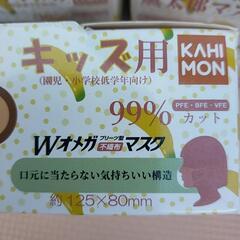 キッズ用
KAHI
MON
(園児・小学校低学年向け)
PFE・BFE・VFE
99%カット
Wオメガプリーツ型不織布マスク
口元に当たらない気持ちいい構造
約125×80mm